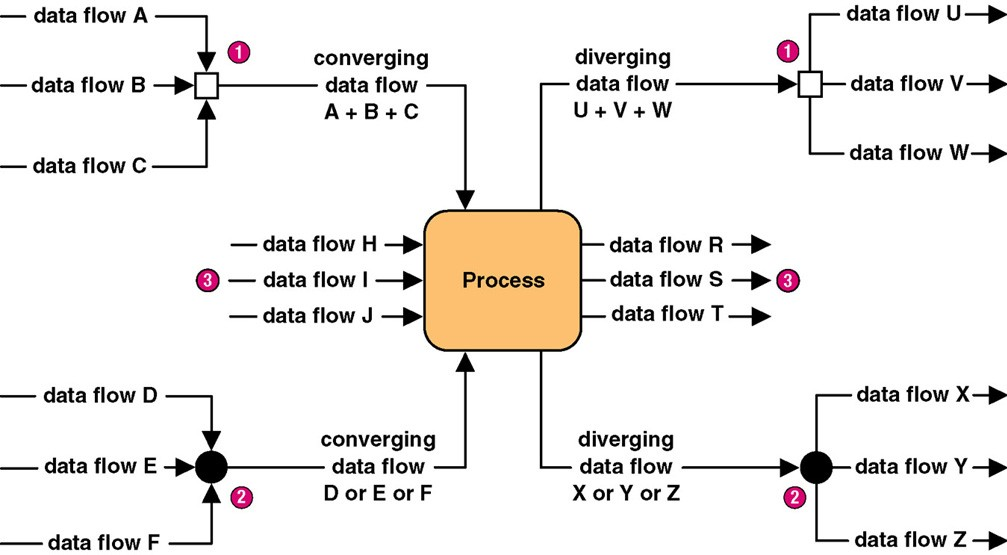 data flow A
data flow B
data flow C
1
converging
data flow
A + B + C
diverging
data flow
U + V + W
1
data flow U
data flow V
data flow W
3
data flow H
data flow I
data flow J
Process
data flow R
data flow S
data flow T
3
data flow D
data flow E
data flow F
2
converging
data flow
D or E or F
diverging
data flow
X or Y or Z
2
data flow X
data flow Y
data flow Z